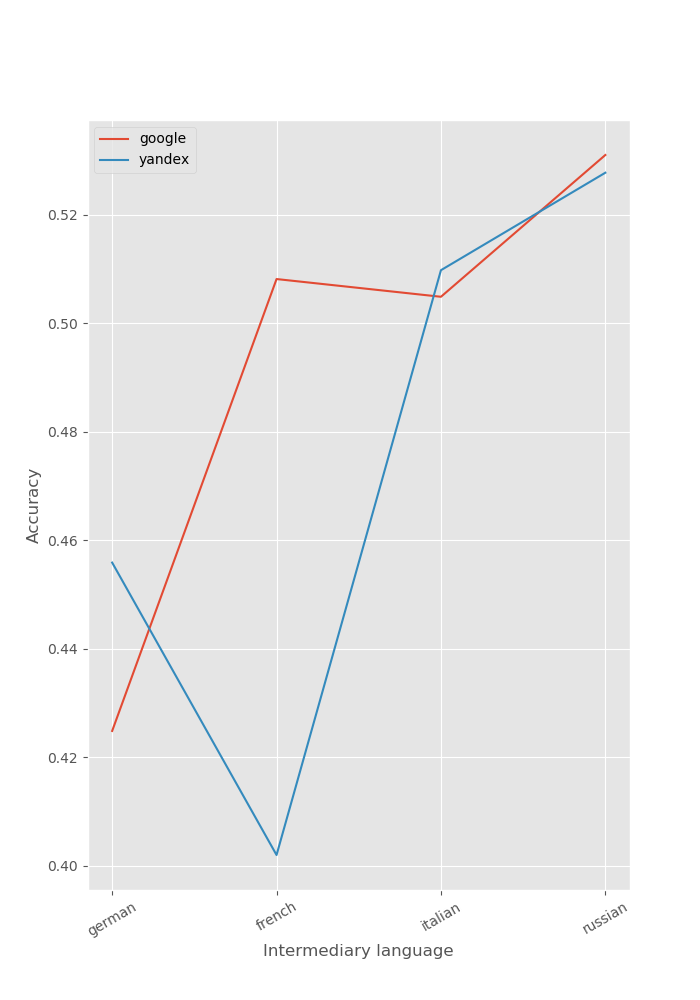 google
yandex
0.52
0.50
0.48
0.46
0.44
0.42
0.40
Accuracy
german
french
italian
russian
Intermediary language